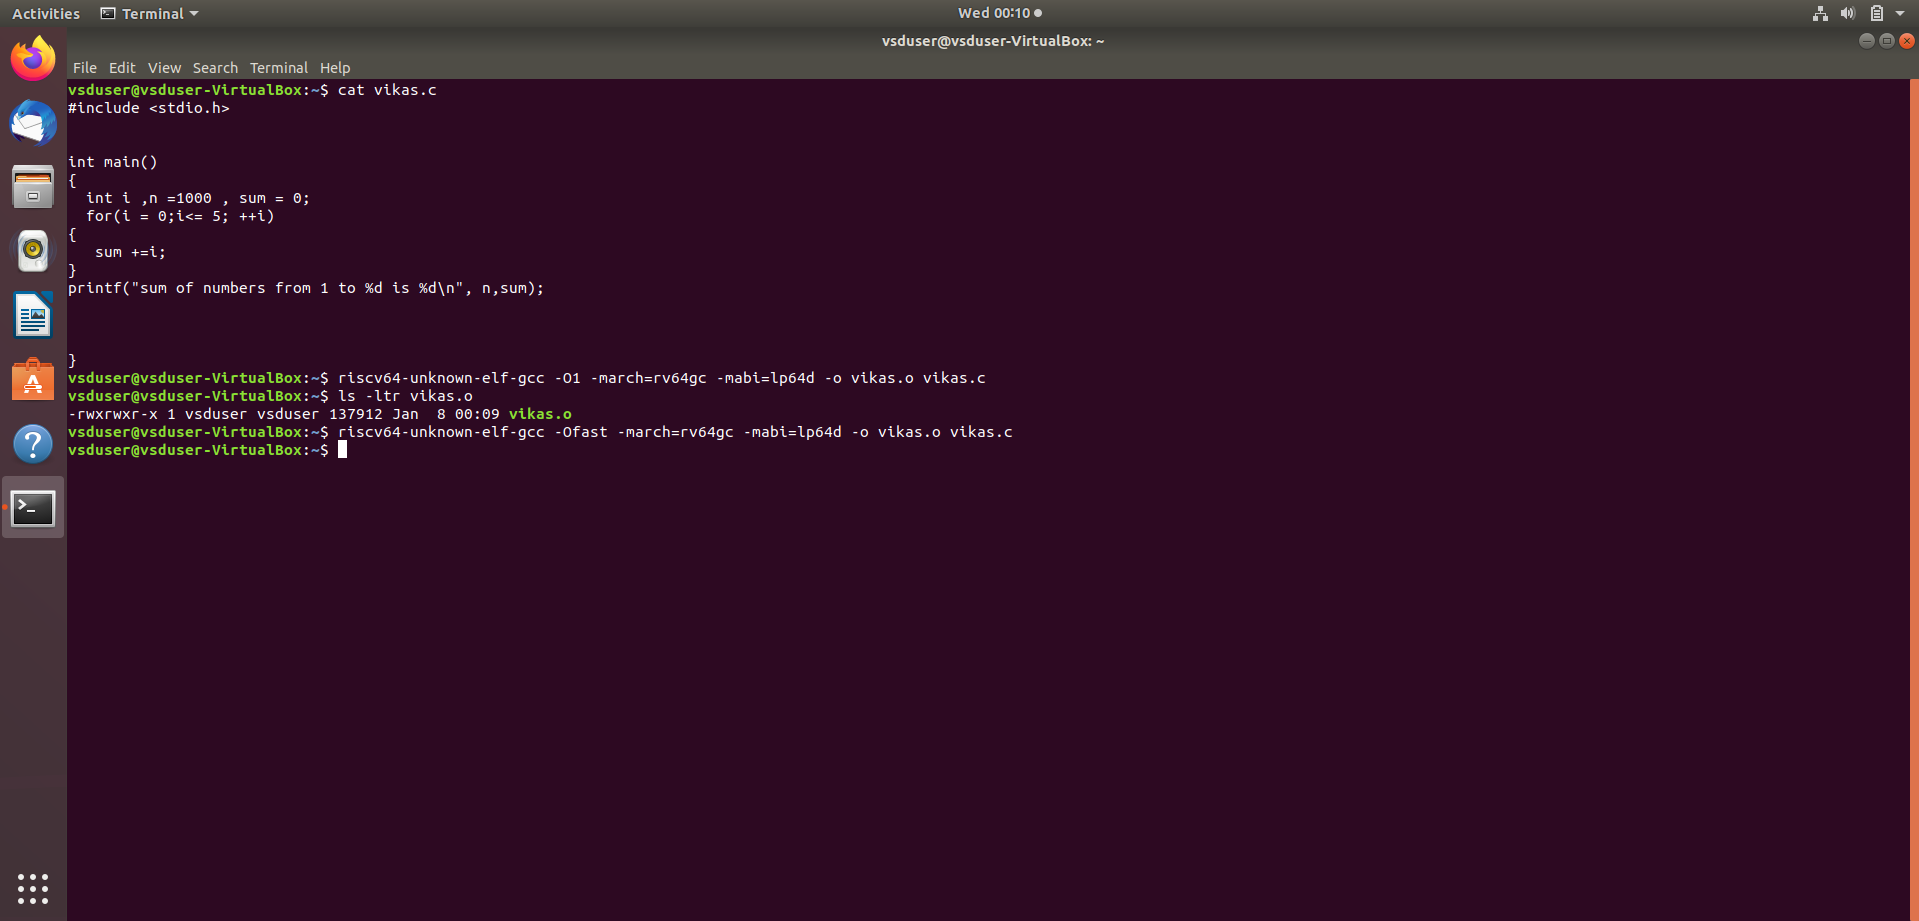 Activities Terminal Wed 00:10
vsduser@vsduser-VirtualBox: ~
File Edit View Search Terminal Help
vsduser@vsduser-VirtualBox:~$ cat vikas.c
#include <stdio.h>
int main()
{
  int i ,n =1000 , sum = 0;
  for(i = 0;i<= 5; ++i)
{
   sum +=i;
}
printf("sum of numbers from 1 to %d is %d\n", n,sum);
}
vsduser@vsduser-VirtualBox:~$ riscv64-unknown-elf-gcc -O1 -march=rv64gc -mabi=lp64d -o vikas.o vikas.c
vsduser@vsduser-VirtualBox:~$ ls -ltr vikas.o
-rwxrwxr-x 1 vsduser vsduser 137912 Jan  8 00:09 vikas.o
vsduser@vsduser-VirtualBox:~$ riscv64-unknown-elf-gcc -Ofast -march=rv64gc -mabi=lp64d -o vikas.o vikas.c
vsduser@vsduser-VirtualBox:~$